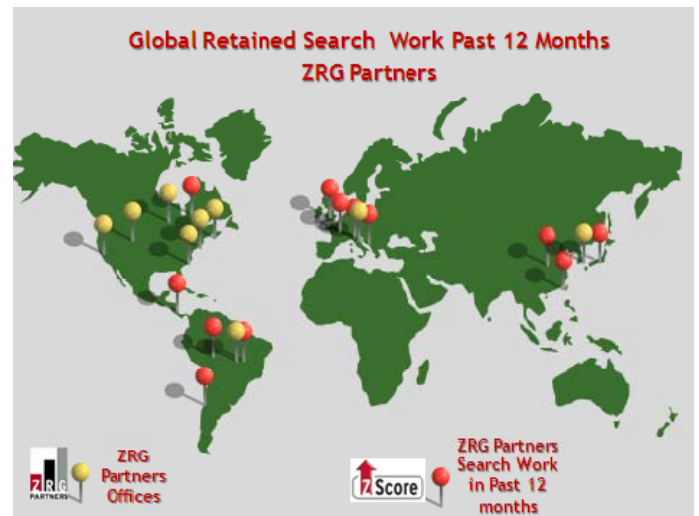 Global Retained Search Work Past 12 Months
ZRG Partners
ZRG
Partners
Offices
ZRG
PARTNERS
zScore
ZRG Partners
Search Work
in Past 12
months